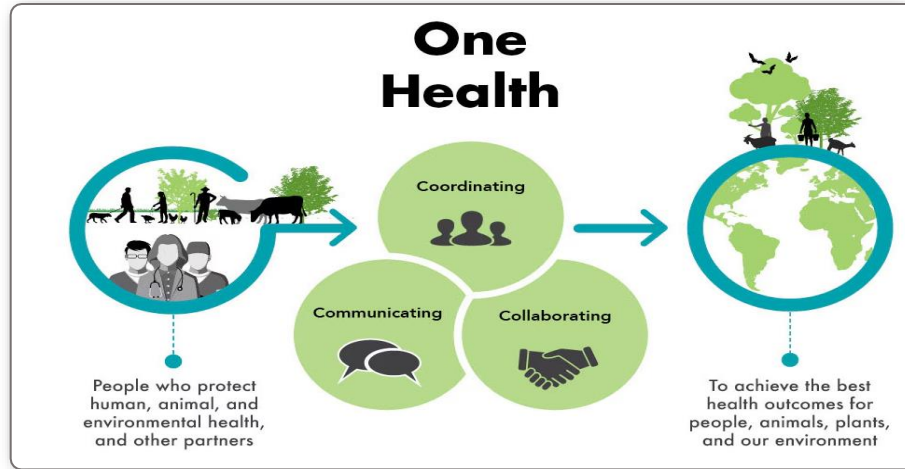 One
Health
Coordinating
Communicating
Collaborating
People who protect
human, animal, and
environmental health,
and other partners
To achieve the best
health outcomes for
people, animals, plants,
and our environment